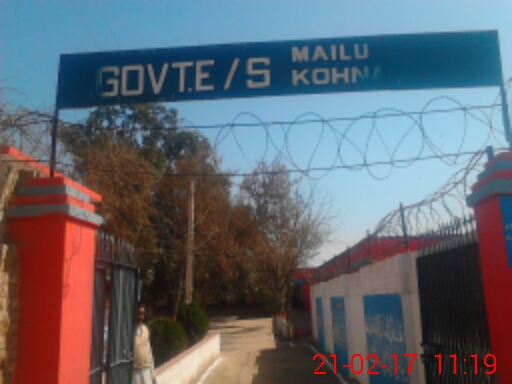 GOVT.E/S MAILU
KOHNA
21-02-17 11:19